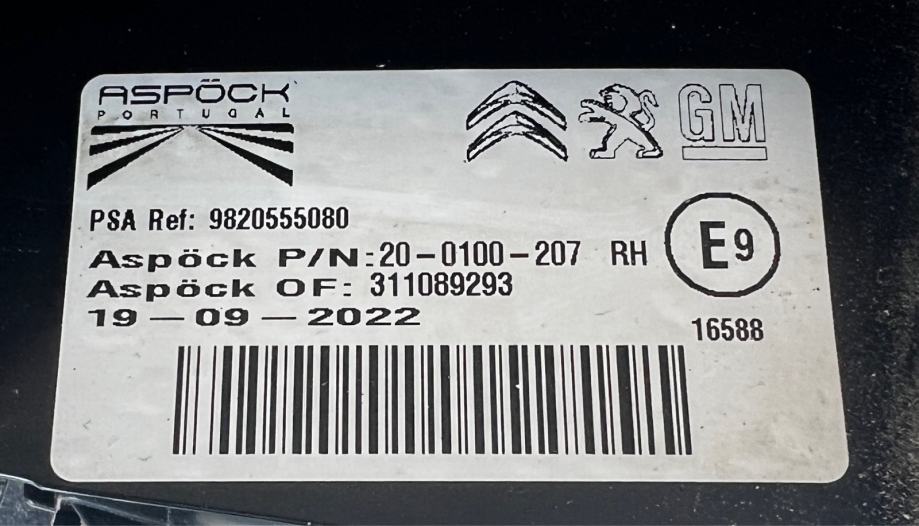 ASPÖCK
PORTUGAL
GM
PSA Ref: 9820555080
Aspöck P/N:20-0100-207 RH
E9
Aspöck OF: 311089293
19-09-2022
16588